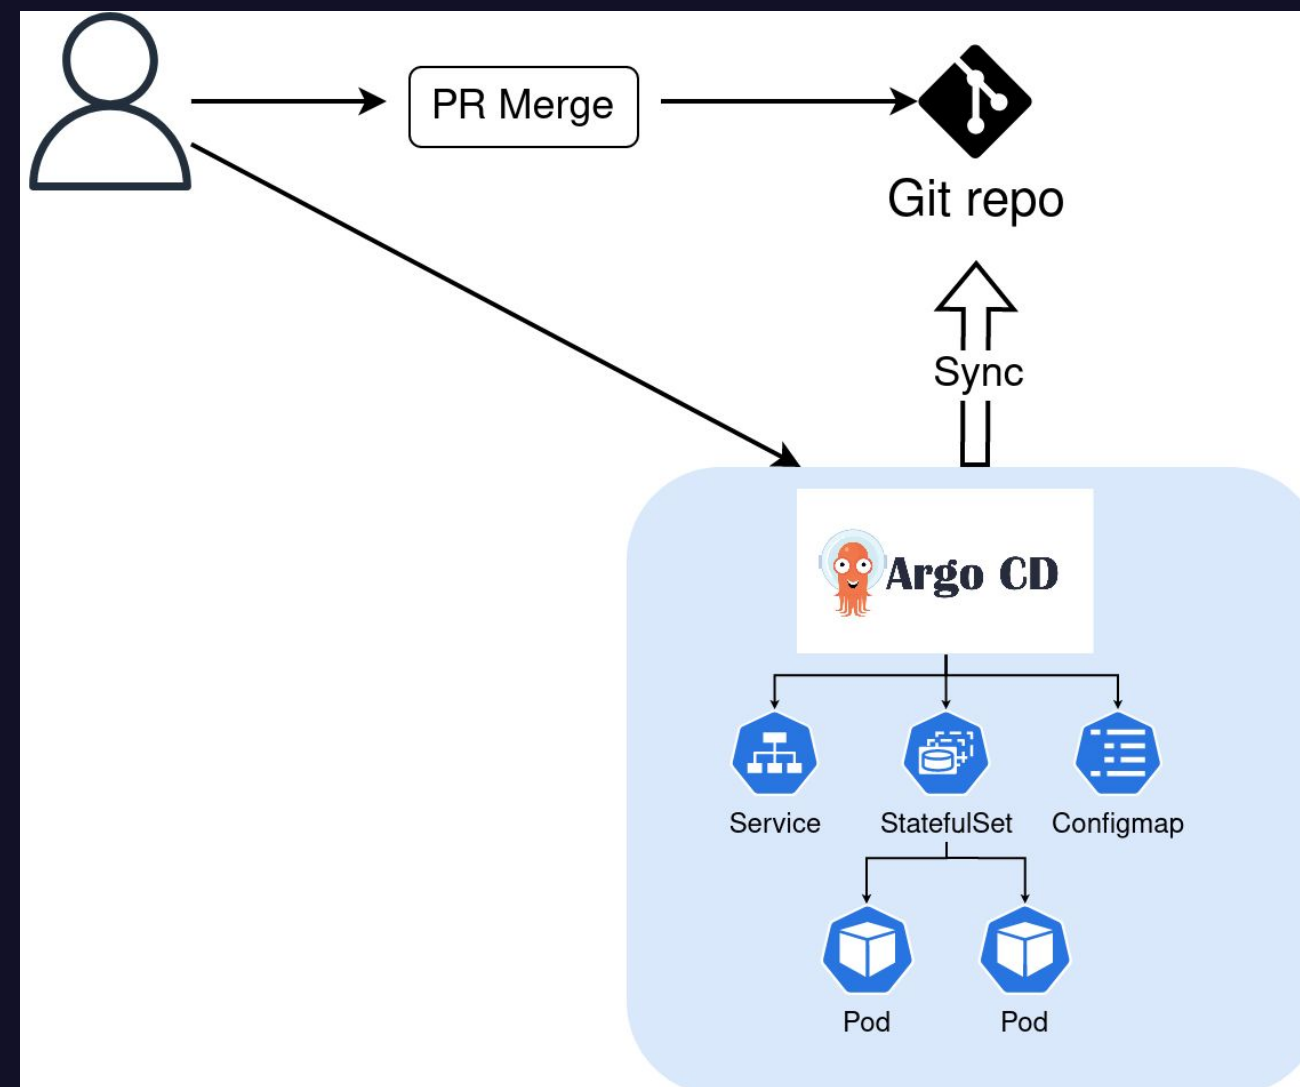 PR Merge
Git repo
Sync
Argo CD
Service
StatefulSet
Configmap
Pod
Pod